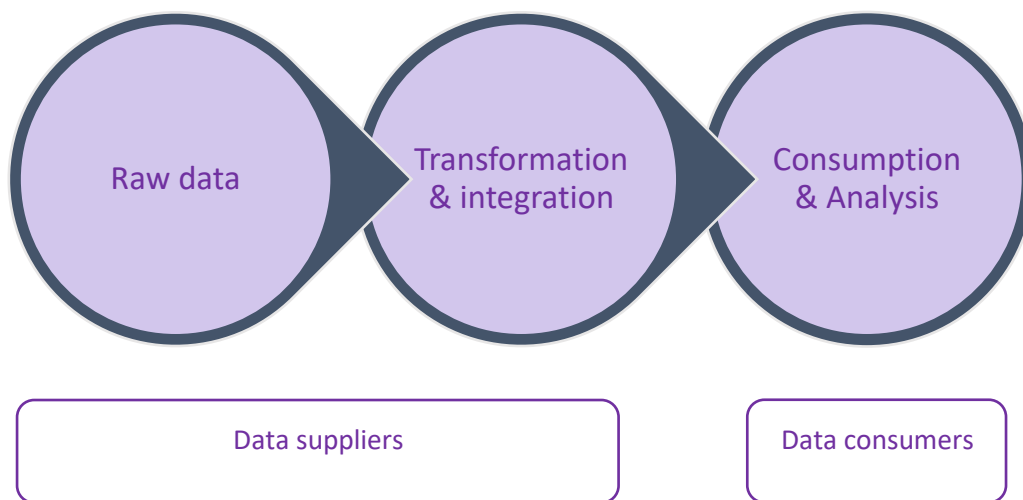 Raw data
Transformation
& integration
Consumption
& Analysis
Data suppliers
Data consumers